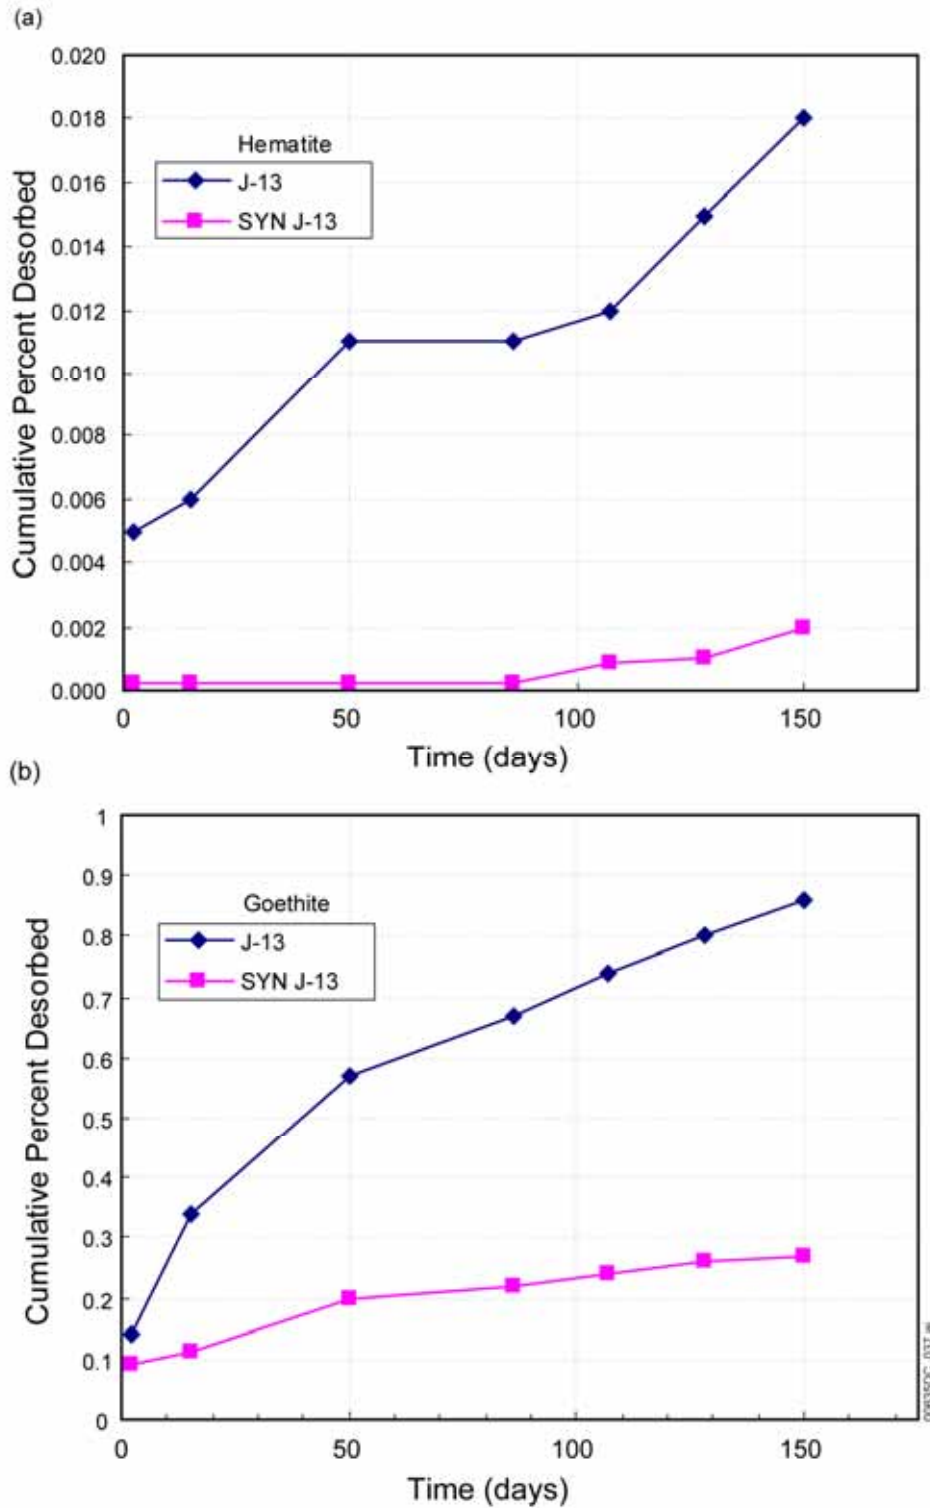 (a)
Cumulative Percent Desorbed
0.020
0.018
0.016
0.014
0.012
0.010
0.008
0.006
0.004
0.002
0.000
Hematite
J-13
SYN J-13
0 50 100 150
Time (days)
(b)
Cumulative Percent Desorbed
1
0.9
0.8
0.7
0.6
0.5
0.4
0.3
0.2
0.1
0
Goethite
J-13
SYN J-13
0 50 100 150
Time (days)